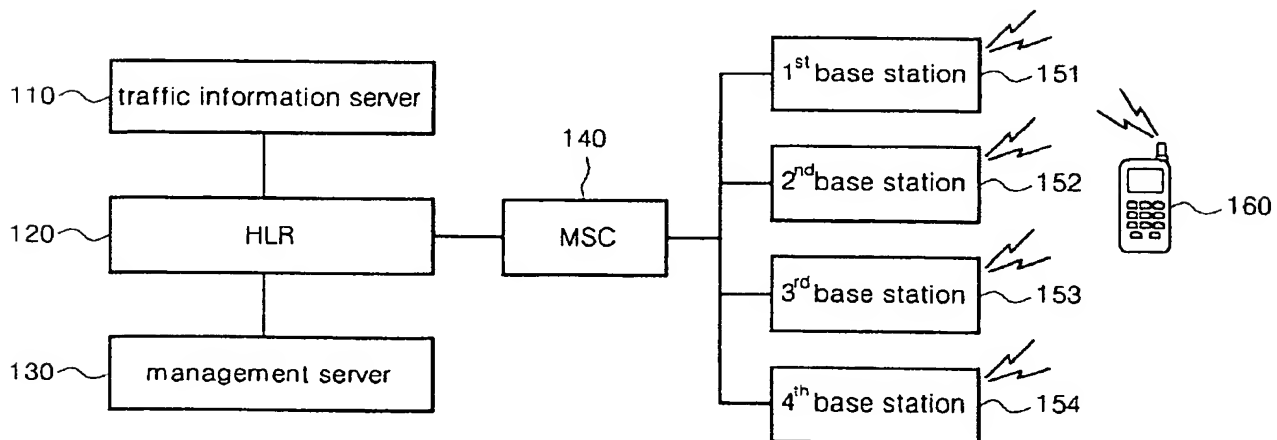 110
traffic information server
120
HLR
130
management server
140
MSC
1st base station
151
2nd base station
152
3rd base station
153
4th base station
154
160